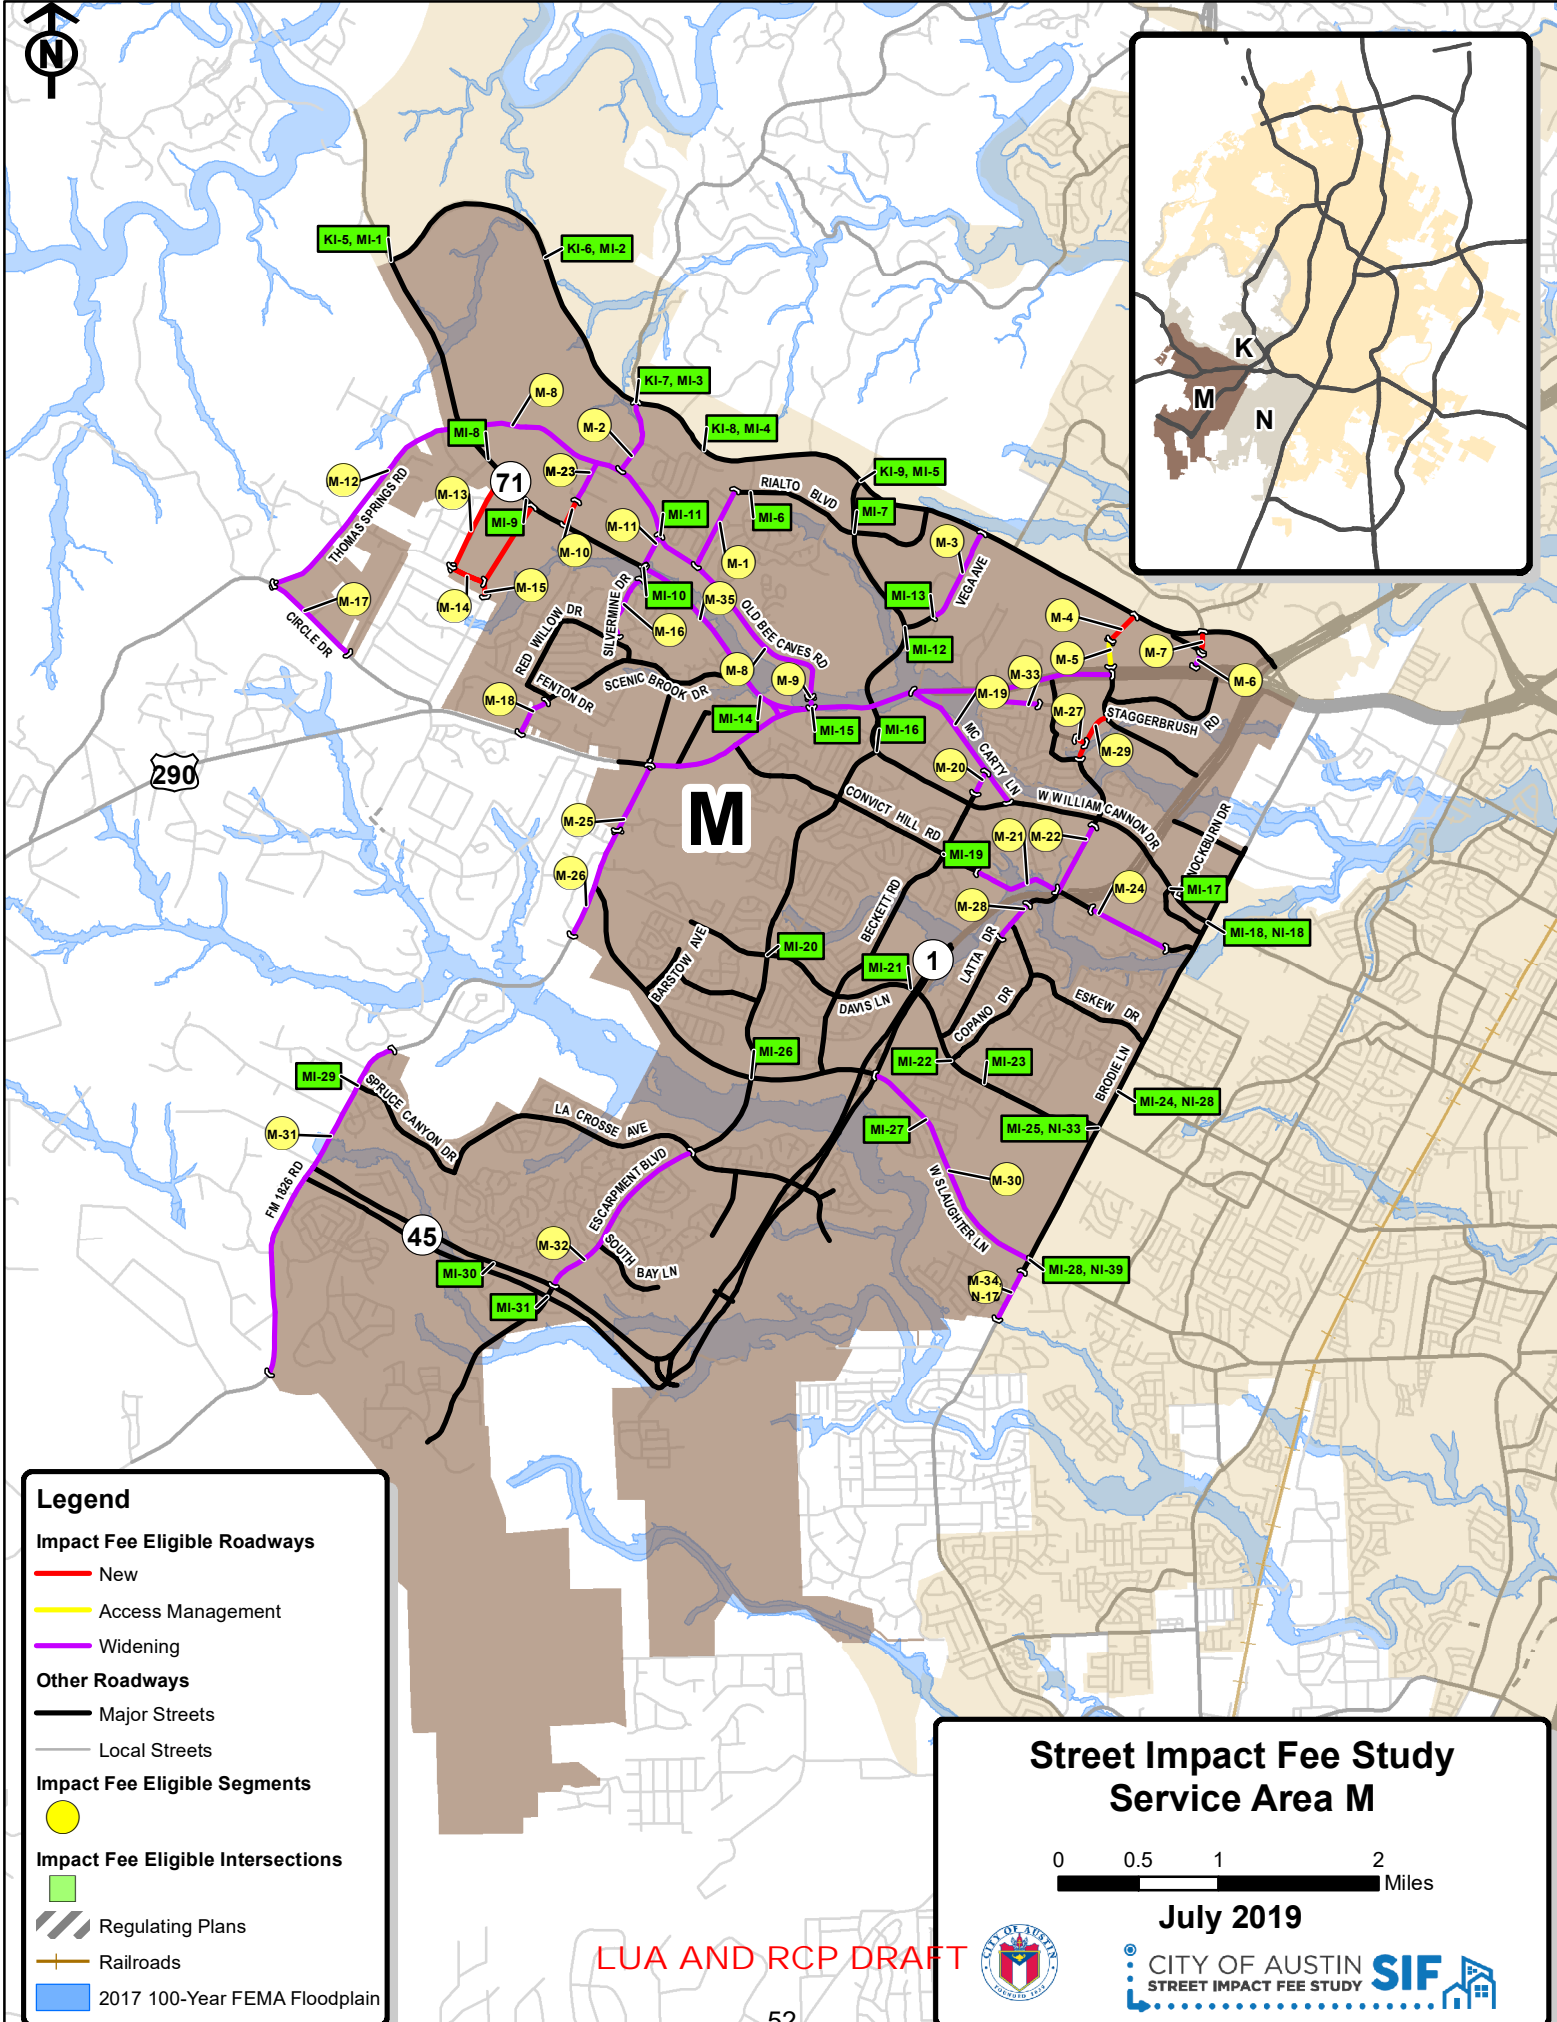 N
KI-5, MI-1
KI-6, MI-2
K
M
N
KI-7, MI-3
M-8
M-2
MI-8
KI-8, MI-4
M-12
THOMAS SPRINGS RD
M-13
71
M-23
KI-9, MI-5
RIALTO BLVD
MI-9
M-11
MI-11
MI-6
MI-7
M-10
M-1
M-3
VEGA AVE
M-17
CIRCLE DR
M-14
M-15
MI-10
M-35
MI-13
RED WILLOW DR
SILVERMINE DR
M-16
OLD BEE CAVES RD
MI-12
M-4
M-5
M-7
M-6
M-18
FENTON DR
SCENIC BROOK DR
M-8
M-9
M-19
M-33
M-27
STAGGERBRUSH RD
M-29
MI-14
MI-15
MI-16
MC CARTY LN
M-20
290
M
CONVICT HILL RD
W WILLIAM CANNON DR
M-25
M-21
M-22
NOCKBURN DR
MI-19
M-26
M-24
MI-17
BECKETT RD
M-28
MI-18, NI-18
BARSTOW AVE
MI-20
MI-21
1
LATTA DR
DAVIS LN
COPANO DR
ESKEW DR
MI-26
MI-22
MI-23
BRODIE LN
MI-29
SPRUCE CANYON DR
MI-24, NI-28
LA CROSSE AVE
MI-27
MI-25, NI-33
M-31
FM 1826 RD
ESCARPMENT BLVD
M-30
W SLAUGHTER LN
45
M-32
SOUTH BAY LN
MI-30
MI-31
MI-28, NI-39
M-34,
N-17
Legend
Impact Fee Eligible Roadways
New
Access Management
Widening
Other Roadways
Major Streets
Local Streets
Impact Fee Eligible Segments
Impact Fee Eligible Intersections
Regulating Plans
Railroads
2017 100-Year FEMA Floodplain
Street Impact Fee Study
Service Area M
0 0.5 1 2
Miles
July 2019
CITY OF AUSTIN
FOUNDED 1839
CITY OF AUSTIN
STREET IMPACT FEE STUDY
SIF
LUA AND RCP DRAFT
52